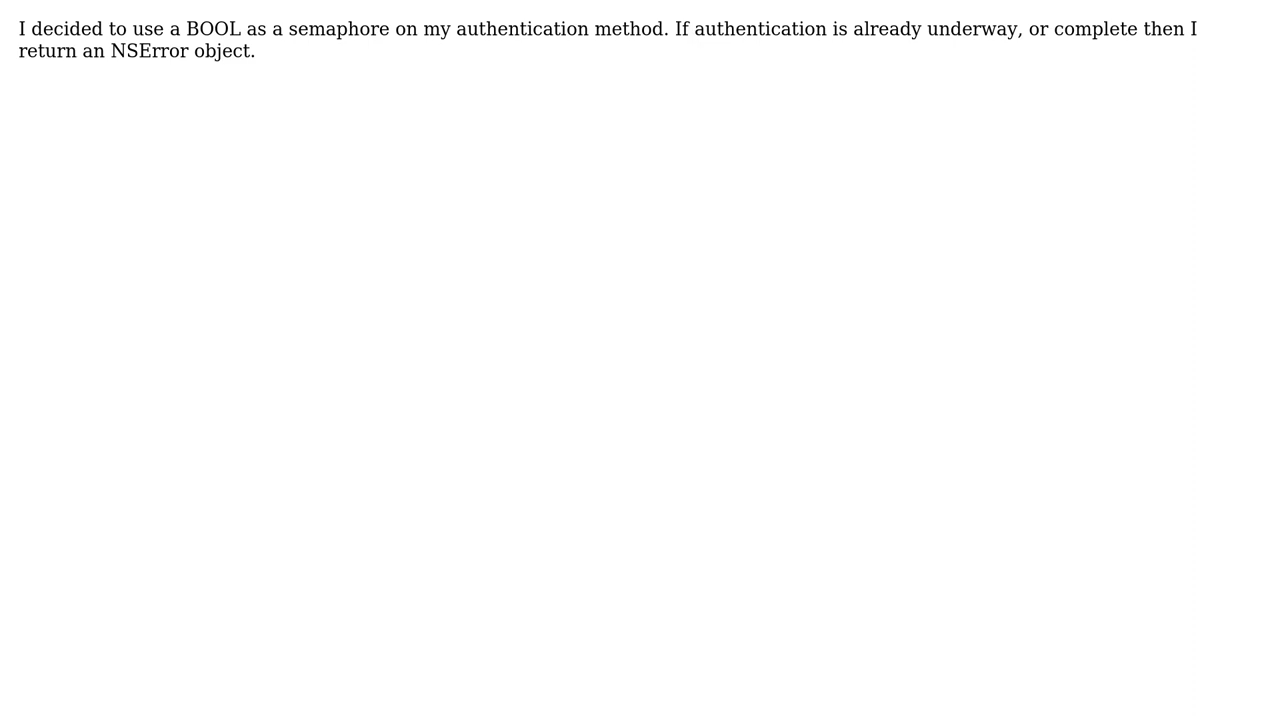 I decided to use a BOOL as a semaphore on my authentication method. If authentication is already underway, or complete then I
return an NSError object.